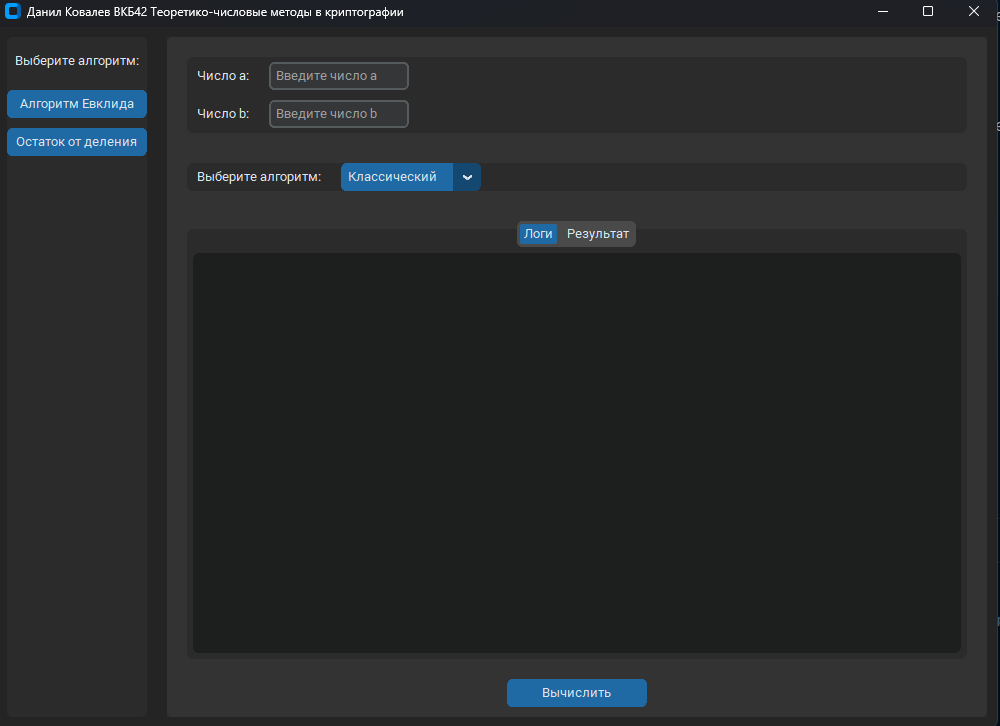 Данил Ковалев ВКБ42 Теоретико-числовые методы в криптографии
Выберите алгоритм:
Алгоритм Евклида
Остаток от деления
Число a: Введите число a
Число b: Введите число b
Выберите алгоритм: Классический
Логи Результат
Вычислить